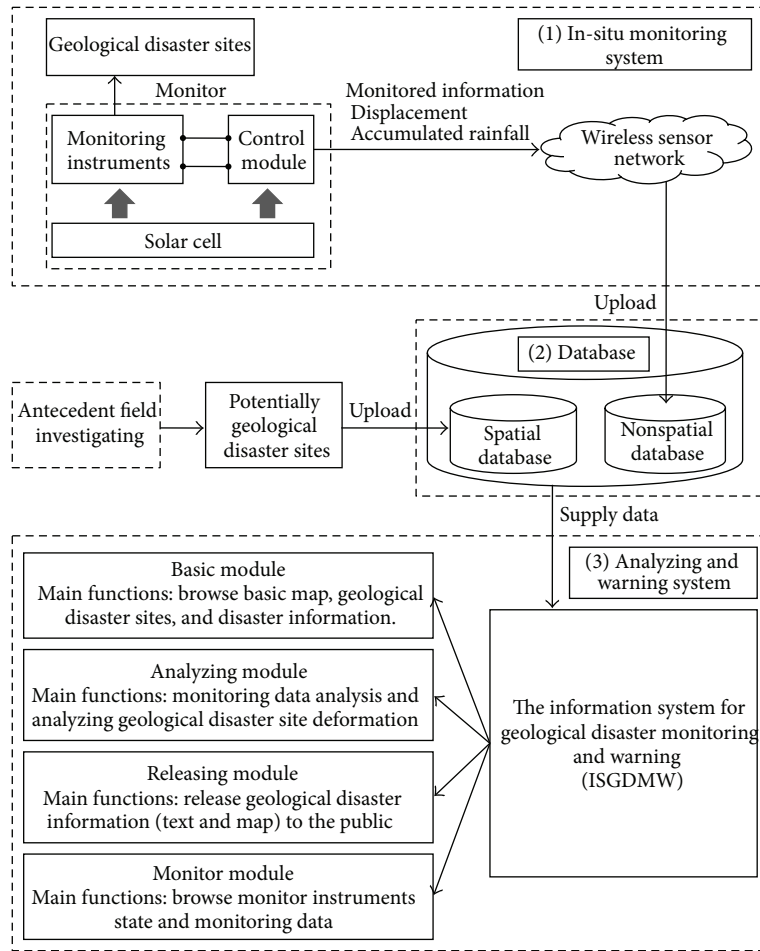 Geological disaster sites
(1) In-situ monitoring
system
Monitor
Monitoring
instruments
Control
module
Solar cell
Monitored information
Displacement
Accumulated rainfall
Wireless sensor
network
Upload
(2) Database
Antecedent field
investigating
Potentially
geological
disaster sites
Upload
Spatial
database
Nonspatial
database
Supply data
(3) Analyzing and
warning system
Basic module
Main functions: browse basic map, geological
disaster sites, and disaster information.
Analyzing module
Main functions: monitoring data analysis and
analyzing geological disaster site deformation
Releasing module
Main functions: release geological disaster
information (text and map) to the public
Monitor module
Main functions: browse monitor instruments
state and monitoring data
The information system for
geological disaster monitoring
and warning
(ISGDMW)